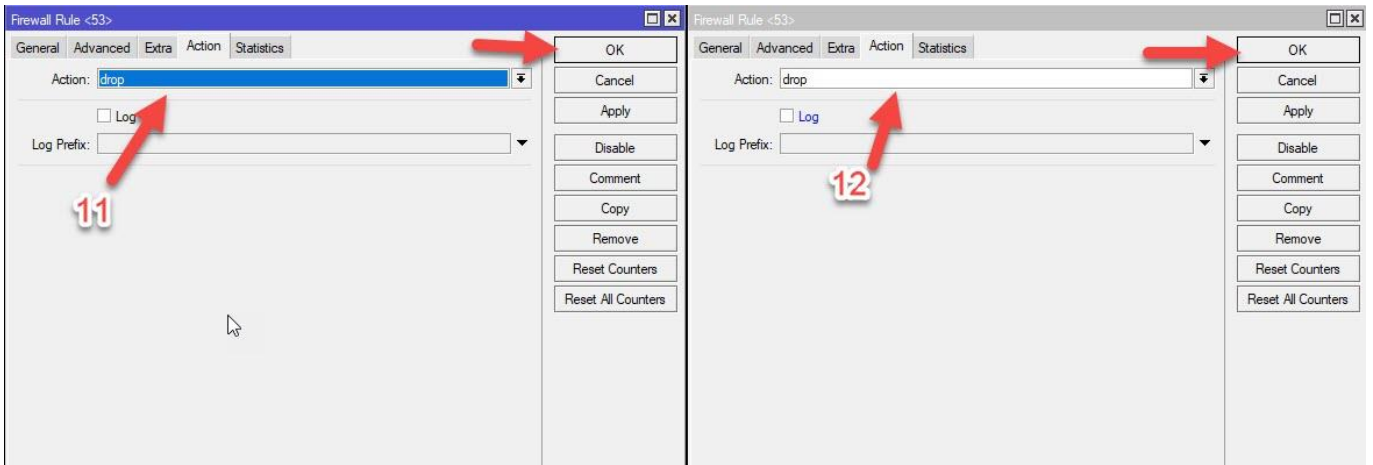 Firewall Rule <53>
General Advanced Extra Action Statistics
Action: drop
Log
Log Prefix:
11
OK
Cancel
Apply
Disable
Comment
Copy
Remove
Reset Counters
Reset All Counters
Firewall Rule <53>
General Advanced Extra Action Statistics
Action: drop
Log
Log Prefix:
12
OK
Cancel
Apply
Disable
Comment
Copy
Remove
Reset Counters
Reset All Counters